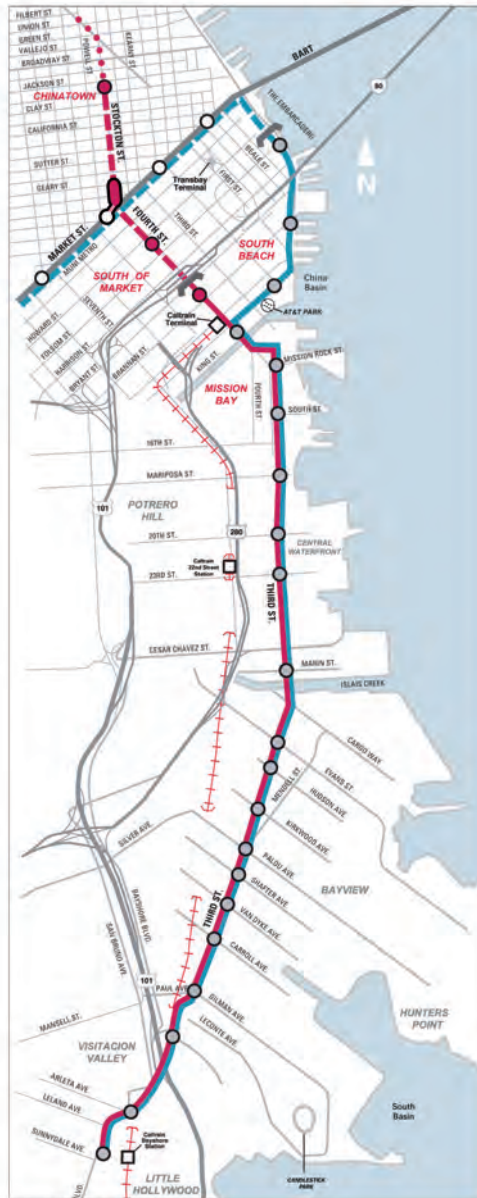 FILBERT ST.
UNION ST.
GREEN ST.
VALLEJO ST.
BROADWAY ST.
POWELL ST
KEARNY ST.
JACKSON ST.
CHINATOWN
CLAY ST.
CALIFORNIA ST.
STOCKTON ST.
SUTTER ST.
GEARY ST.
BART
80
THE EMBARCADERO
BEALE ST.
FIRST ST.
Transbay
Terminal
N
MARKET ST.
MUNI METRO
FOURTH ST.
THIRD ST.
SOUTH
BEACH
SOUTH OF
MARKET
China
Basin
AT&T PARK
Caltrain
Terminal
HOWARD ST.
FOLSOM ST.
HARRISON ST.
BRYANT ST.
SEVENTH ST.
BRANNAN ST.
KING ST.
MISSION ROCK ST.
MISSION
BAY
FOURTH ST
SOUTH ST.
16TH ST.
MARIPOSA ST.
101
POTRERO
HILL
280
20TH ST.
CENTRAL
WATERFRONT
Caltrain
22nd Street
Station
23RD ST.
THIRD ST.
CESAR CHAVEZ ST.
MARIN ST.
ISLAIS CREEK
CARGO WAY
EVANS ST.
MENDELL ST.
HUDSON AVE.
KIRKWOOD AVE.
SILVER AVE.
PALOU AVE.
BAYVIEW
SHAFTER AVE.
VAN DYKE AVE.
THIRD ST.
CARROLL AVE.
BAYSHORE BLVD.
SAN BRUNO AVE.
101
PAUL AVE.
GILMAN AVE.
MANSELL ST.
LECONTE AVE.
HUNTERS
POINT
VISITACION
VALLEY
ARLETA AVE.
LELAND AVE.
SUNNYDALE AVE.
South
Basin
Caltrain
Bayshore
Station
CANDLESTICK
PARK
LITTLE
HOLLYWOOD